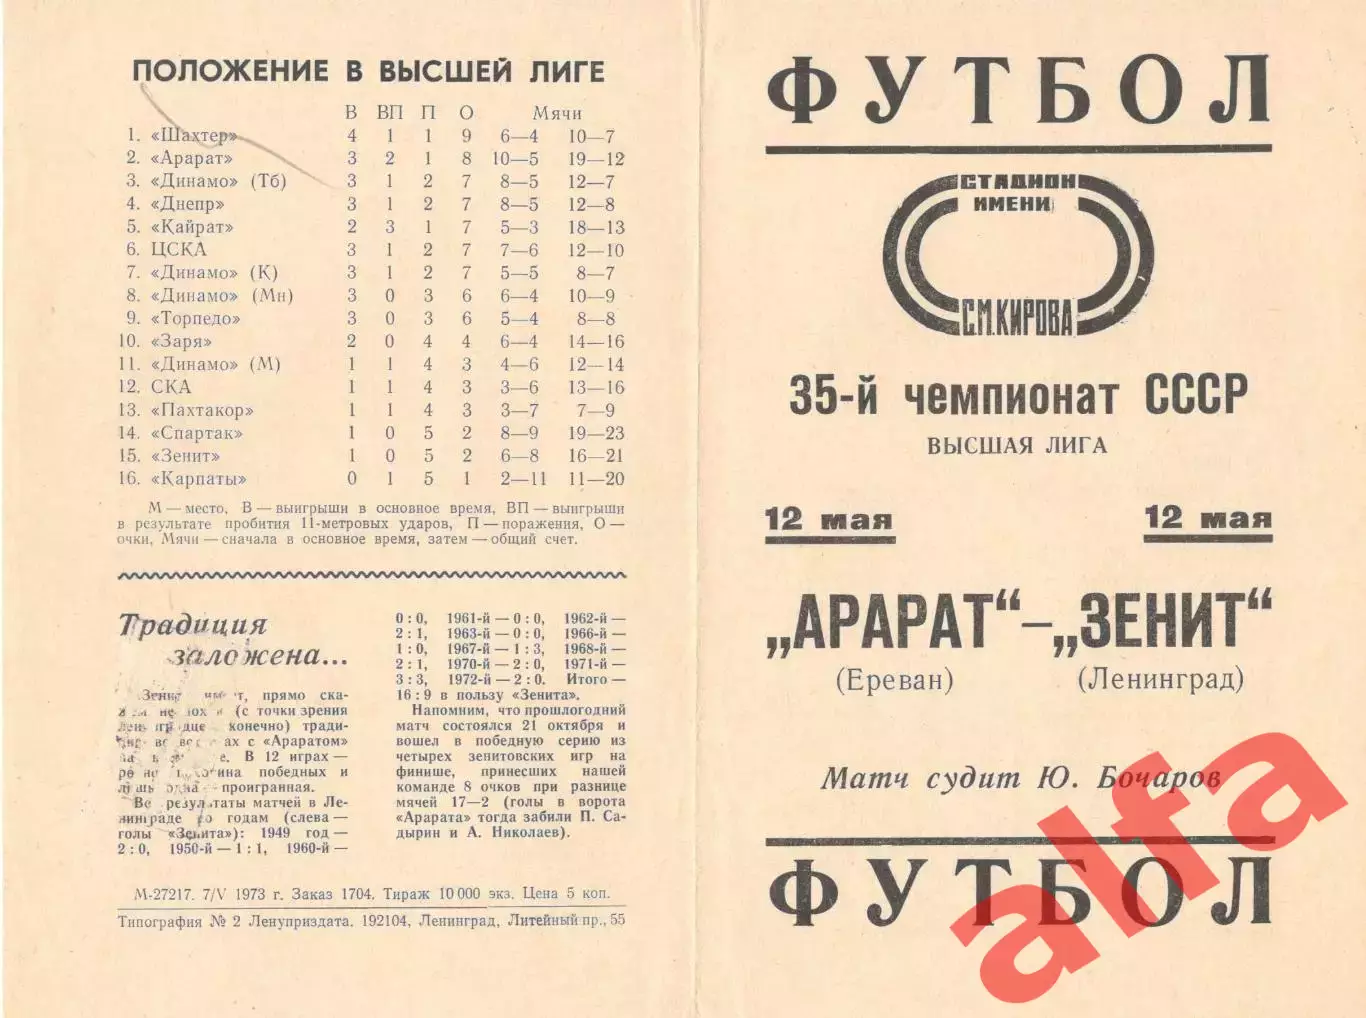 ПОЛОЖЕНИЕ В ВЫСШЕЙ ЛИГЕ
В ВП П О Мячи
1. «Шахтер» 4 1 1 9 6—4 10—7
2. «Арарат» 3 2 1 8 10—5 19—12
3. «Динамо» (Тб) 3 1 2 7 8—5 12—7
4. «Днепр» 3 1 2 7 8—5 12—8
5. «Кайрат» 2 3 1 7 5—3 18—13
6. ЦСКА 3 1 2 7 7—6 12—10
7. «Динамо» (К) 3 1 2 7 5—5 8—7
8. «Динамо» (Мн) 3 0 3 6 6—4 10—9
9. «Торпедо» 3 0 3 6 5—4 8—8
10. «Заря» 2 0 4 4 6—4 14—16
11. «Динамо» (М) 1 1 4 3 4—6 12—14
12. СКА 1 1 4 3 3—6 13—16
13. «Пахтакор» 1 1 4 3 3—7 7—9
14. «Спартак» 1 0 5 2 8—9 19—23
15. «Зенит» 1 0 5 2 6—8 16—21
16. «Карпаты» 0 1 5 1 2—11 11—20
М — место, В — выигрыши в основное время, ВП — выигрыши
в результате пробития 11-метровых ударов, П — поражения, О —
очки, Мячи — сначала в основное время, затем — общий счет.
Традиция
заложена...
прямо ска-
(с точки зрения
конечно) тради-
с «Араратом»
В 12 играх —
победных и
проигранная.
результаты матчей в Ле-
нинграде по годам (слева —
голы «Зенита»): 1949 год —
2 : 0, 1950-й — 1 : 1, 1960-й —
0 : 0, 1961-й — 0 : 0, 1962-й —
2 : 1, 1963-й — 0 : 0, 1966-й —
1 : 0, 1967-й — 1 : 3, 1968-й —
2 : 1, 1970-й — 2 : 0, 1971-й —
3 : 3, 1972-й — 2 : 0. Итого —
16 : 9 в пользу «Зенита».
Напомним, что прошлогодний
матч состоялся 21 октября и
вошел в победную серию из
четырех зенитовских игр на
финише, принесших нашей
команде 8 очков при разнице
мячей 17—2 (голы в ворота
«Арарата» тогда забили П. Са-
дырин и А. Николаев).
М-27217. 7/V 1973 г. Заказ 1704. Тираж 10 000 экз. Цена 5 коп.
Типография № 2 Ленуприздата. 192104, Ленинград, Литейный пр., 55
ФУТБОЛ
СТАДИОН
ИМЕНИ
С.М.КИРОВА
35-й чемпионат СССР
ВЫСШАЯ ЛИГА
12 мая 12 мая
„АРАРАТ“ – „ЗЕНИТ“
(Ереван) (Ленинград)
Матч судит Ю. Бочаров
ФУТБОЛ
alfa